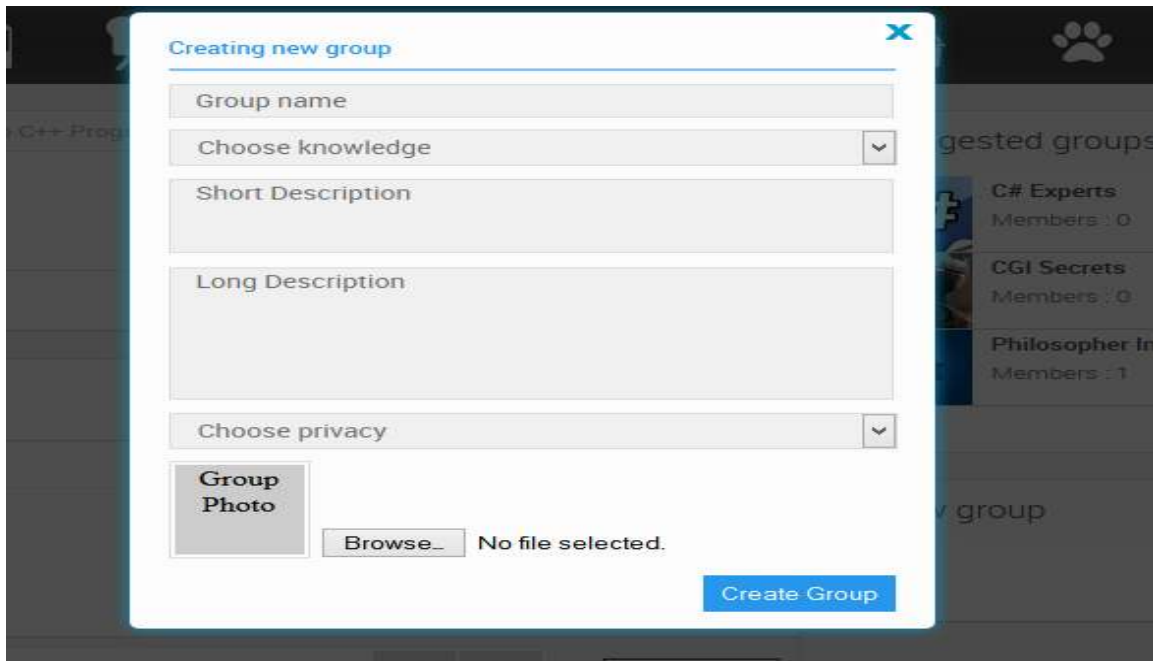 Creating new group
X
Group name
C++ Prog
Choose knowledge
gested groups
Short Description
C# Experts
Members : 0
Long Description
CGI Secrets
Members : 0
Philosopher In
Members : 1
Choose privacy
Group
Photo
Browse..
No file selected.
group
Create Group